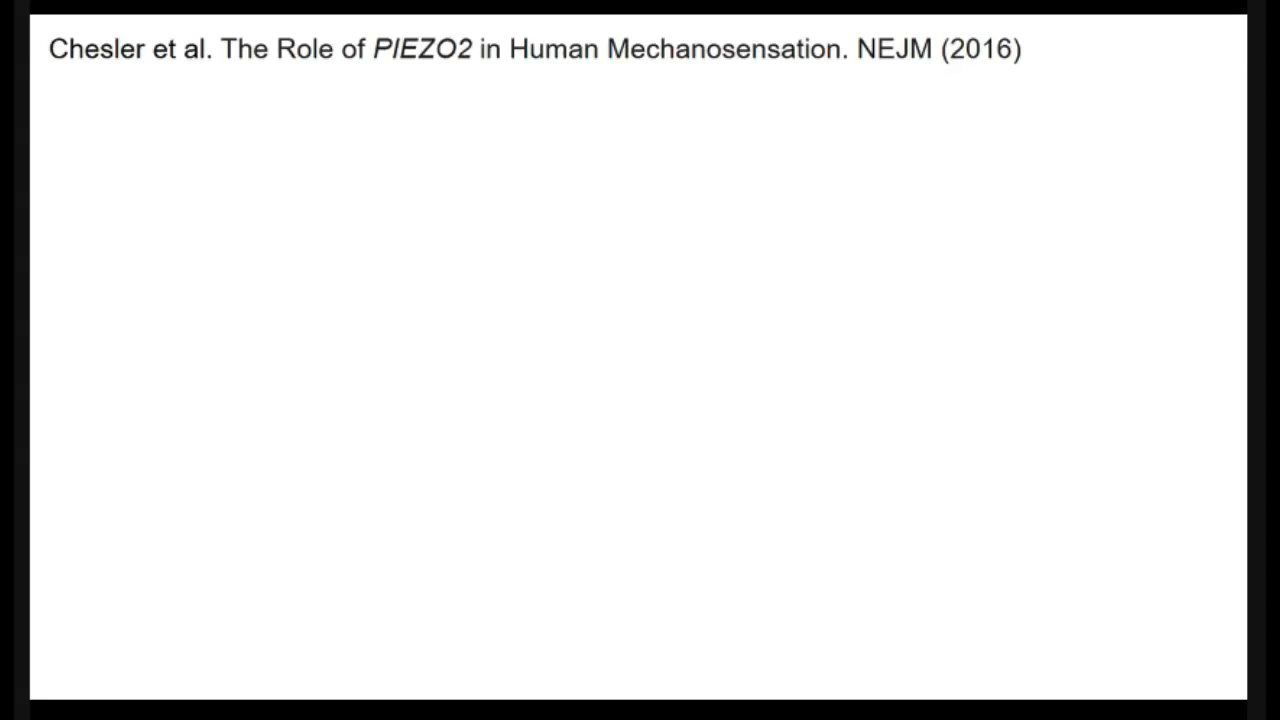 Chesler et al. The Role of PIEZO2 in Human Mechanosensation. NEJM (2016)